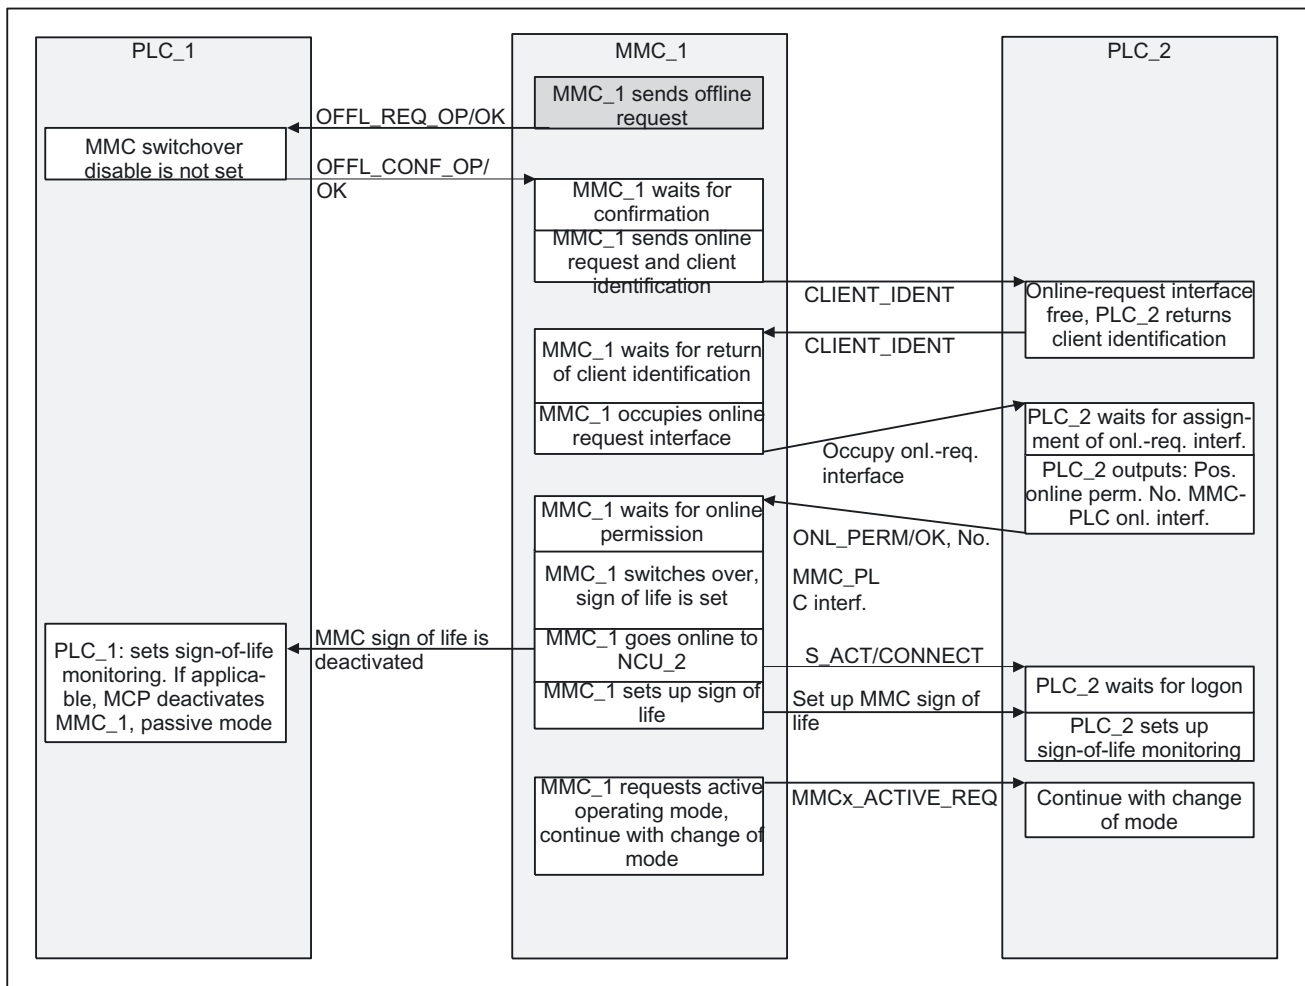 PLC_1
MMC_1
PLC_2
MMC_1 sends offline
request
OFFL_REQ_OP/OK
MMC switchover
disable is not set
OFFL_CONF_OP/
OK
MMC_1 waits for
confirmation
MMC_1 sends online
request and client
identification
CLIENT_IDENT
Online-request interface
free, PLC_2 returns
client identification
CLIENT_IDENT
MMC_1 waits for return
of client identification
MMC_1 occupies online
request interface
Occupy onl.-req.
interface
PLC_2 waits for assign-
ment of onl.-req. interf.
PLC_2 outputs: Pos.
online perm. No. MMC-
PLC onl. interf.
MMC_1 waits for online
permission
ONL_PERM/OK, No.
MMC_PL
C interf.
MMC_1 switches over,
sign of life is set
MMC_1 goes online to
NCU_2
MMC sign of life is
deactivated
PLC_1: sets sign-of-life
monitoring. If applica-
ble, MCP deactivates
MMC_1, passive mode
S_ACT/CONNECT
PLC_2 waits for logon
MMC_1 sets up sign of
life
Set up MMC sign of
life
PLC_2 sets up
sign-of-life monitoring
MMC_1 requests active
operating mode,
continue with change of
mode
MMCx_ACTIVE_REQ
Continue with change
of mode